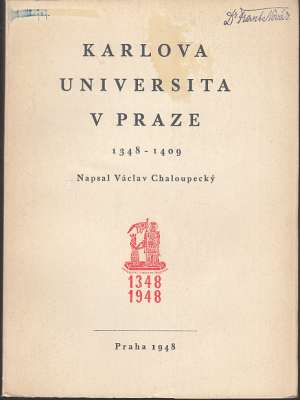 KARLOVA
UNIVERSITA
V PRAZE
1348-1409
Napsal Václav Chaloupecký
1348
1948
Praha 1948